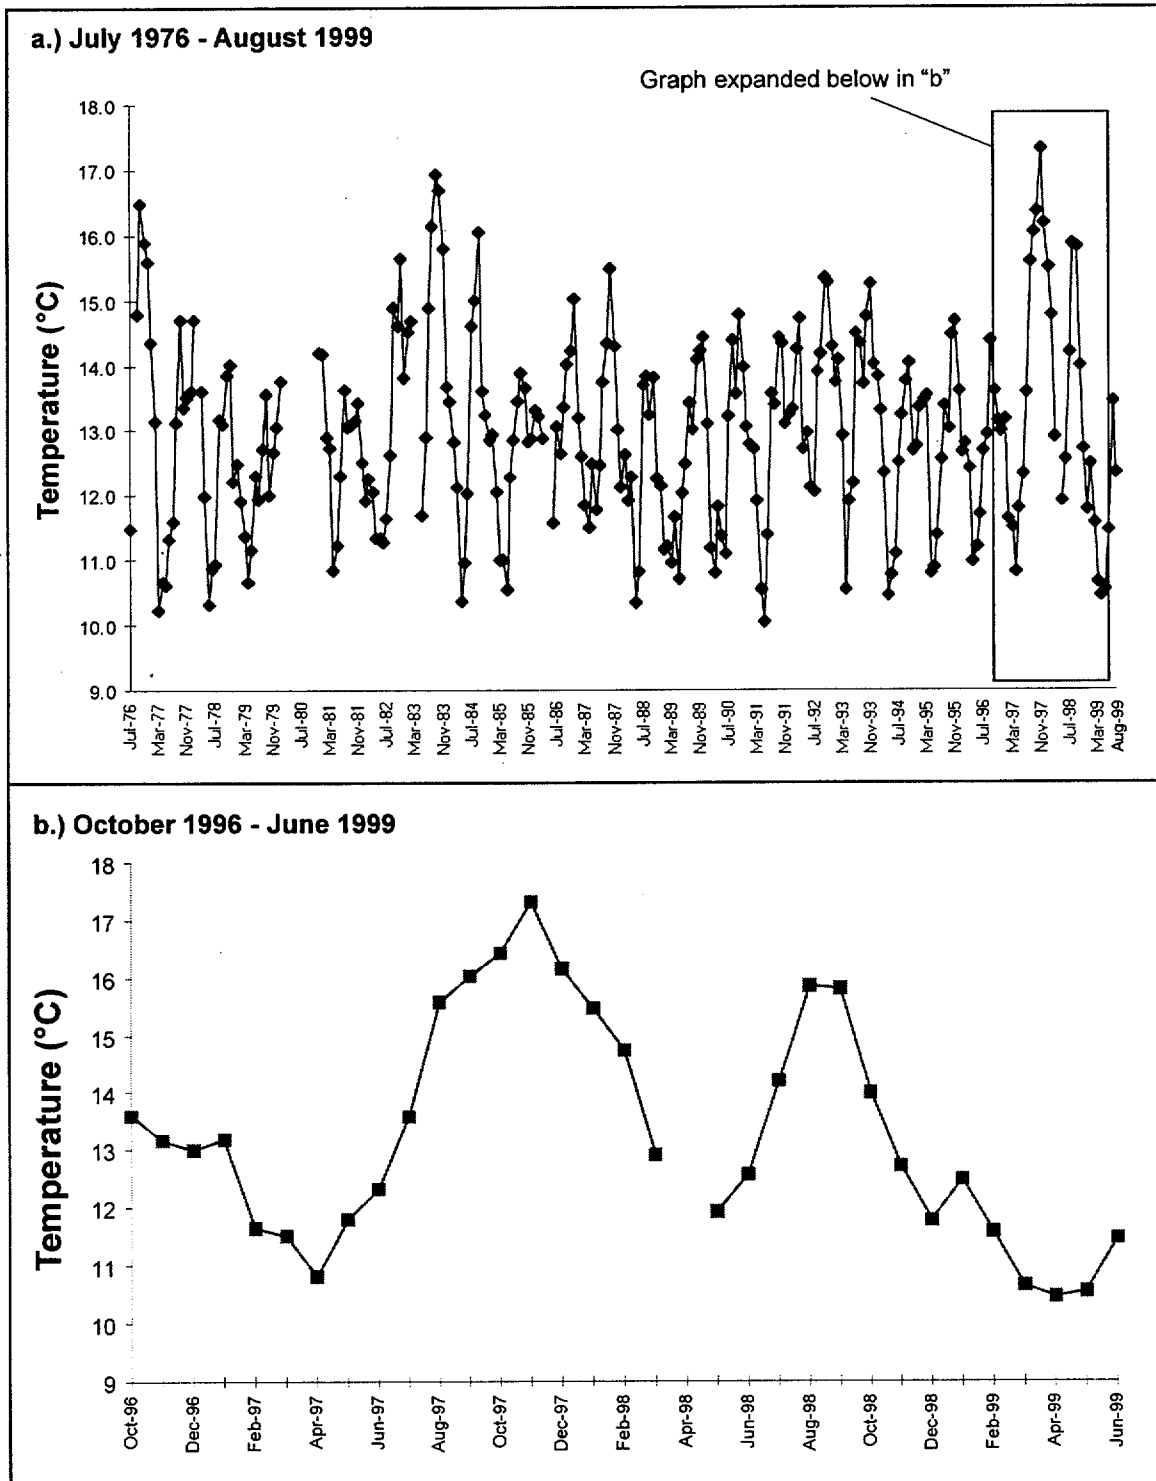 a.) July 1976 - August 1999
Graph expanded below in "b"
Temperature (°C)
18.0
17.0
16.0
15.0
14.0
13.0
12.0
11.0
10.0
9.0
Jul-76
Mar-77
Nov-77
Jul-78
Mar-79
Nov-79
Jul-80
Mar-81
Nov-81
Jul-82
Mar-83
Nov-83
Jul-84
Mar-85
Nov-85
Jul-86
Mar-87
Nov-87
Jul-88
Mar-89
Nov-89
Jul-90
Mar-91
Nov-91
Jul-92
Mar-93
Nov-93
Jul-94
Mar-95
Nov-95
Jul-96
Mar-97
Nov-97
Jul-98
Mar-99
Aug-99
b.) October 1996 - June 1999
Temperature (°C)
18
17
16
15
14
13
12
11
10
9
Oct-96
Dec-96
Feb-97
Apr-97
Jun-97
Aug-97
Oct-97
Dec-97
Feb-98
Apr-98
Jun-98
Aug-98
Oct-98
Dec-98
Feb-99
Apr-99
Jun-99